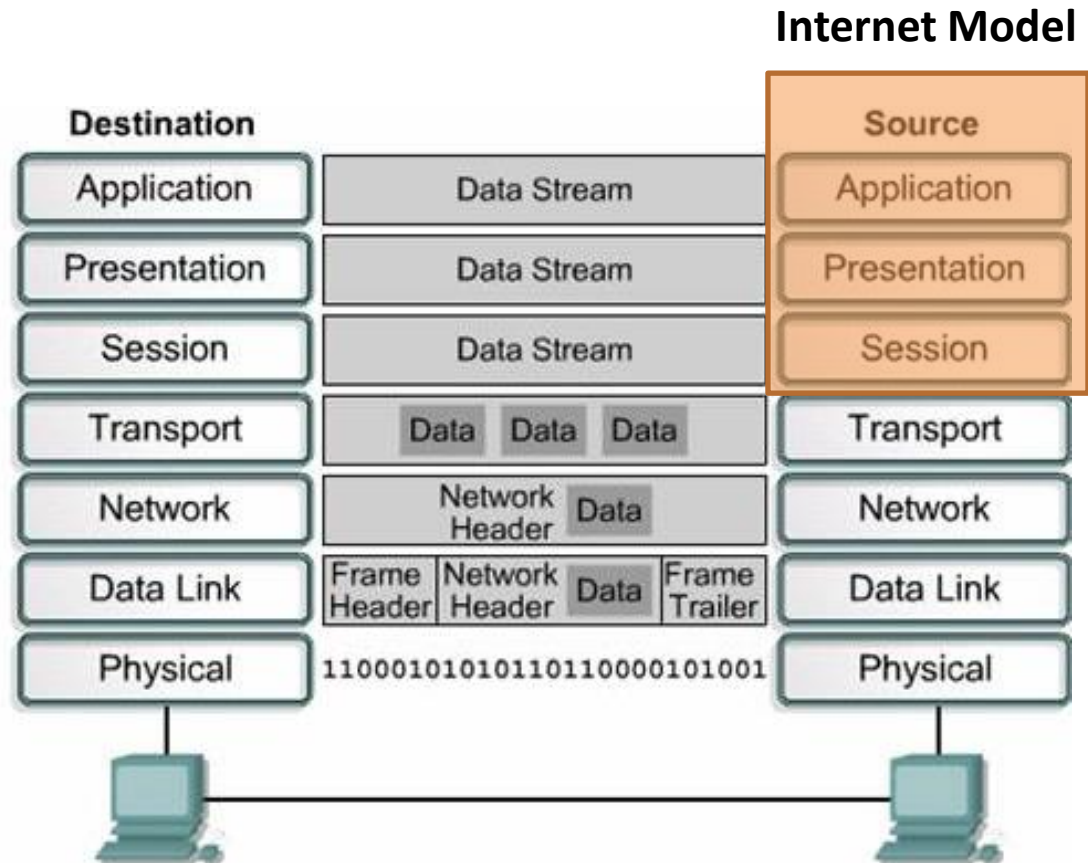 Internet Model
Destination
Source
Application
Data Stream
Application
Presentation
Data Stream
Presentation
Session
Data Stream
Session
Transport
Data Data Data
Transport
Network
Network
Header
Data
Network
Data Link
Frame
Header
Network
Header
Data
Frame
Trailer
Data Link
Physical
1100010101011011000010​1001
Physical